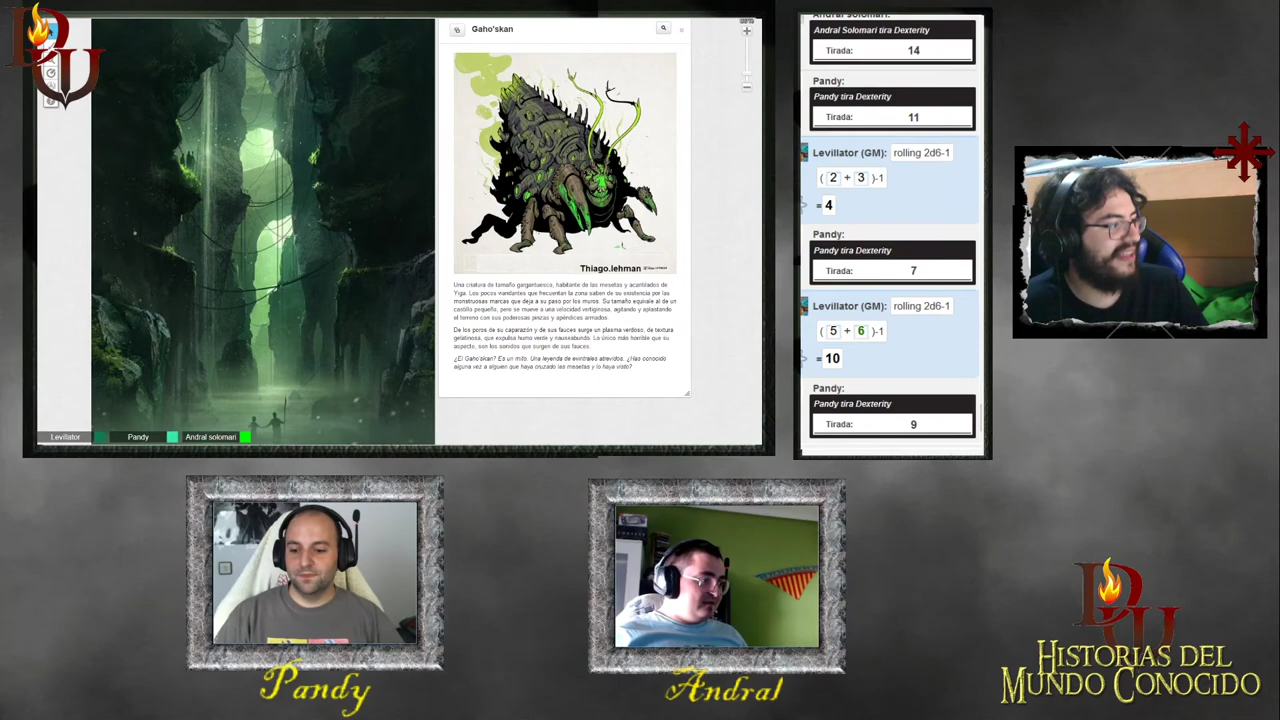 DU
Gaho'skan
Thiago.lehman
Una criatura de tamaño gargantuesco, habitante de las mesetas y acantilados de
Yiga. Los pocos viandantes que frecuentan la zona saben de su existencia por las
monstruosas marcas que deja a su paso por los muros. Su tamaño equivale al de un
castillo pequeño, pero se mueve a una velocidad vertiginosa, agitando y aplastando
el terreno con sus poderosas pinzas y apéndices armados.
De los poros de su caparazón y de sus fauces surge un plasma verdoso, de textura
gelatinosa, que expulsa humo verde y nauseabundo. Lo único más horrible que su
aspecto, son los sonidos que surgen de sus fauces.
¿El Gaho'skan? Es un mito. Una leyenda de exintrales atrevidos. ¿Has conocido
alguna vez a alguien que haya cruzado las mesetas y lo haya visto?
Levillator
Pandy
Andral solomari
Andral solomari:
Andral Solomari tira Dexterity
Tirada: 14
Pandy:
Pandy tira Dexterity
Tirada: 11
Levillator (GM): rolling 2d6-1
( 2 + 3 )-1
= 4
Pandy:
Pandy tira Dexterity
Tirada: 7
Levillator (GM): rolling 2d6-1
( 5 + 6 )-1
= 10
Pandy:
Pandy tira Dexterity
Tirada: 9
Pandy
Andral
DU
HISTORIAS DEL
MUNDO CONOCIDO